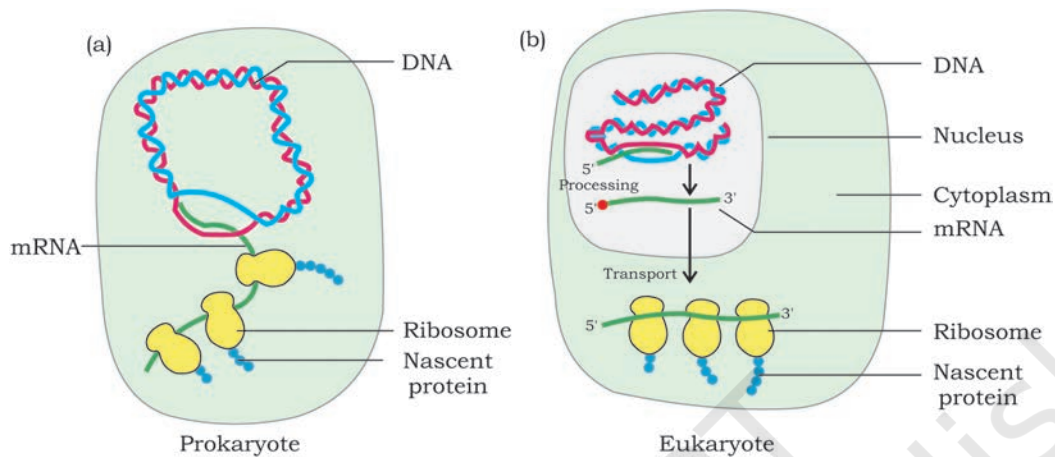 (a)
DNA
mRNA
Ribosome
Nascent
protein
Prokaryote
(b)
DNA
Nucleus
5'
Processing
5'
3'
Cytoplasm
mRNA
Transport
5'
3'
Ribosome
Nascent
protein
Eukaryote